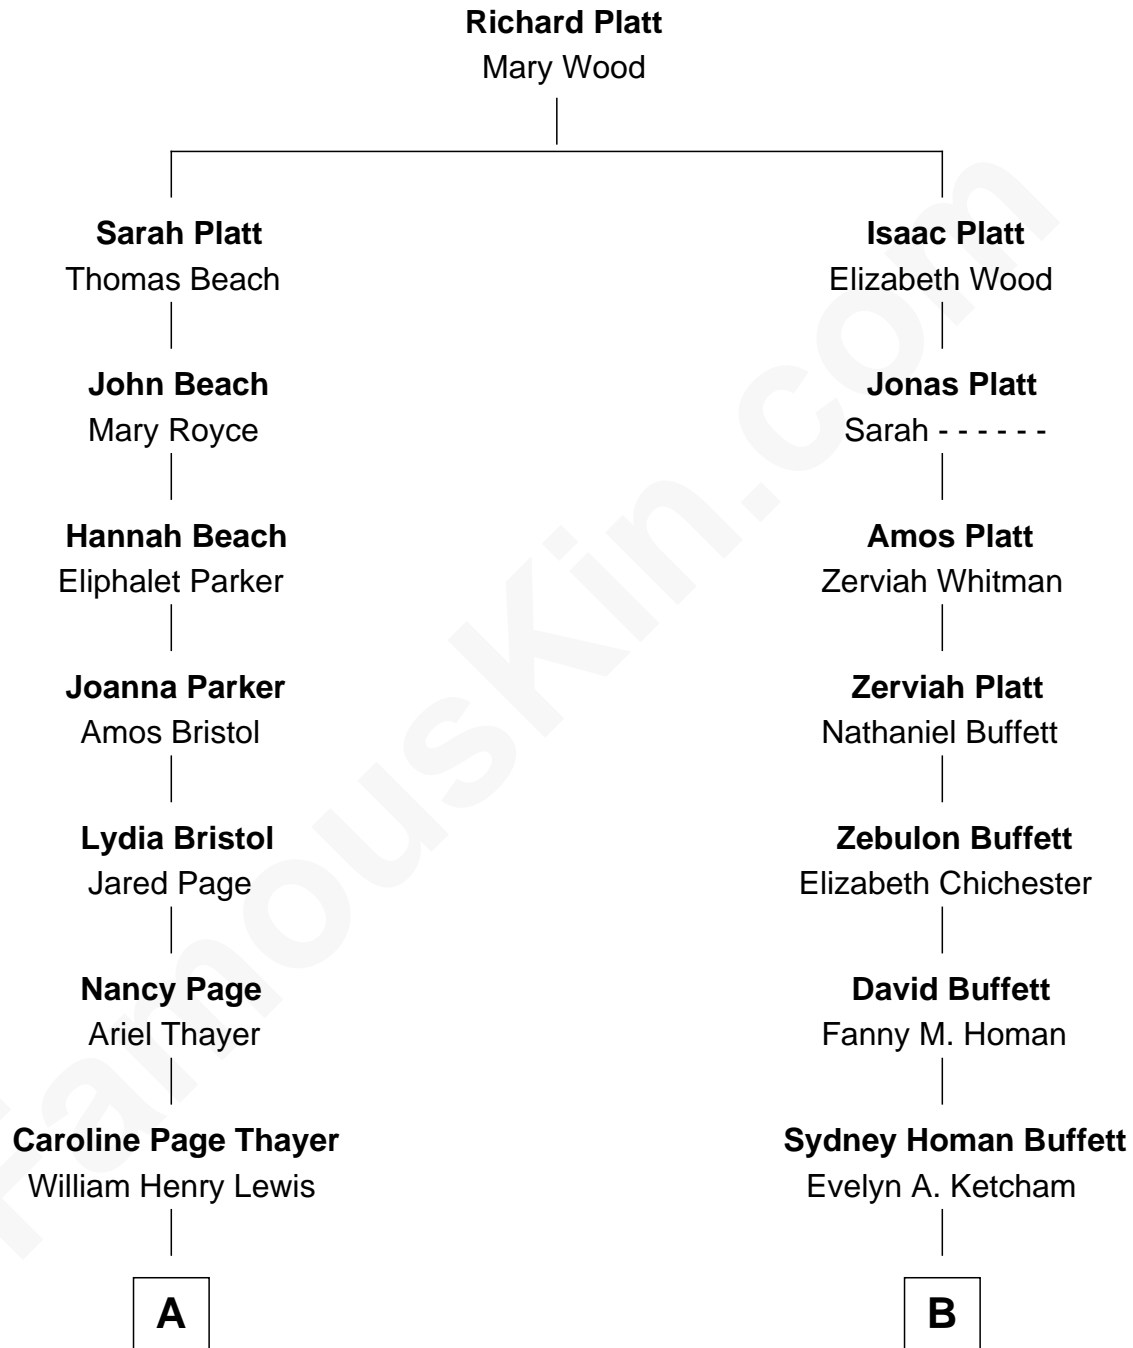 Richard Platt
Mary Wood
Sarah Platt
Thomas Beach
Isaac Platt
Elizabeth Wood
John Beach
Mary Royce
Jonas Platt
Sarah - - - - - -
Hannah Beach
Eliphalet Parker
Amos Platt
Zerviah Whitman
Joanna Parker
Amos Bristol
Zerviah Platt
Nathaniel Buffett
Lydia Bristol
Jared Page
Zebulon Buffett
Elizabeth Chichester
Nancy Page
Ariel Thayer
David Buffett
Fanny M. Homan
Caroline Page Thayer
William Henry Lewis
Sydney Homan Buffett
Evelyn A. Ketcham
A
B
FamousKin.com